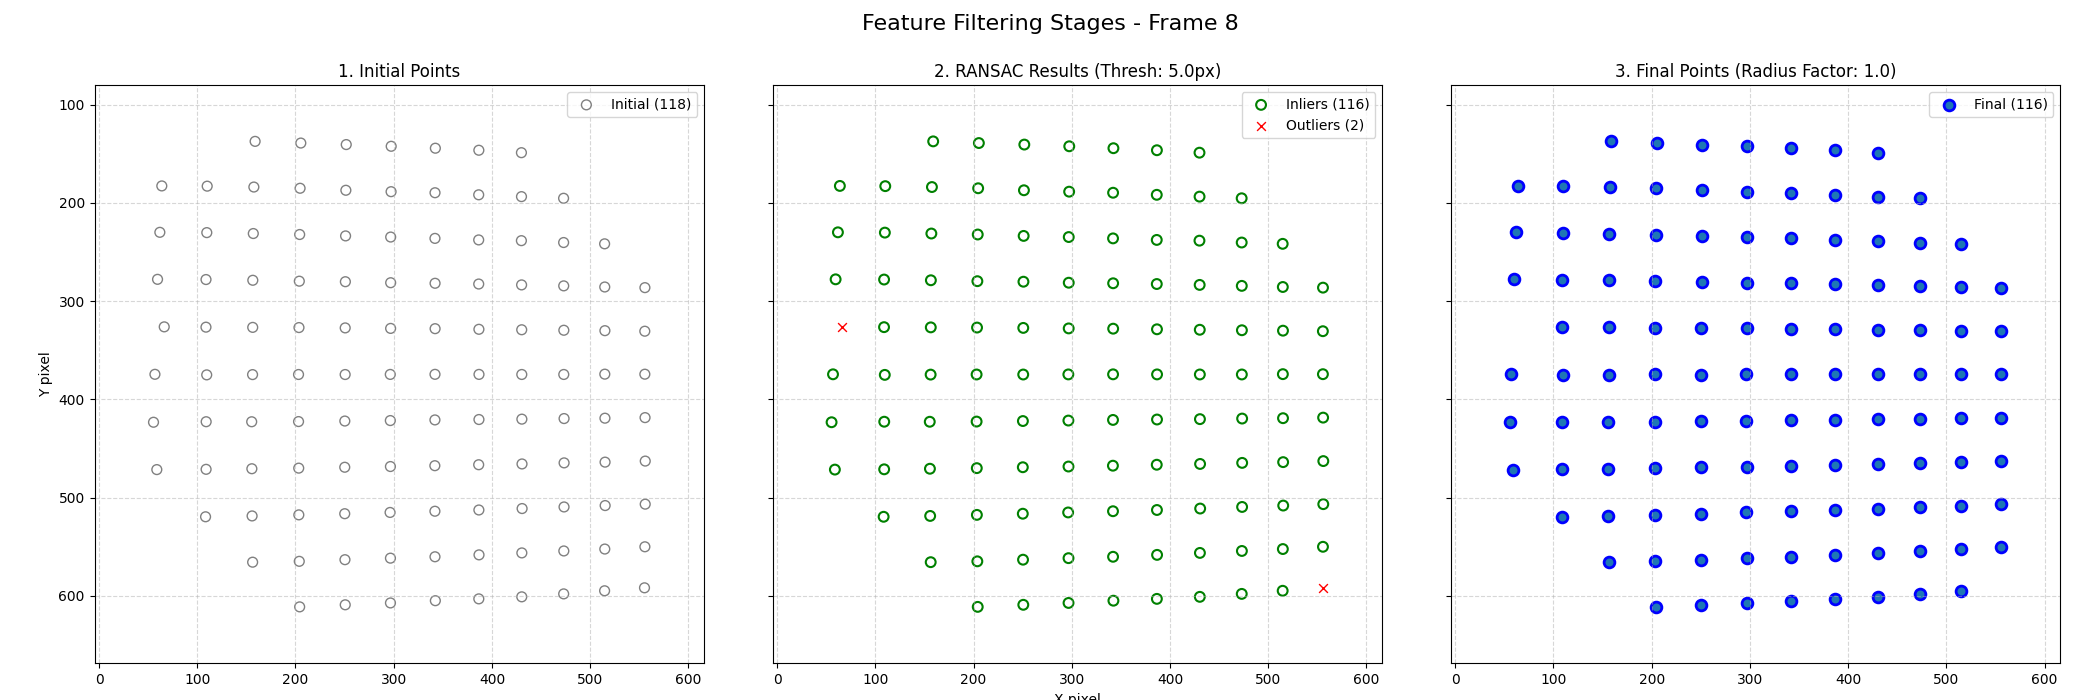 Feature Filtering Stages - Frame 8
1. Initial Points
Initial (118)
Y pixel
100
200
300
400
500
600
0 100 200 300 400 500 600
2. RANSAC Results (Thresh: 5.0px)
Inliers (116)
Outliers (2)
0 100 200 300 400 500 600
X pixel
3. Final Points (Radius Factor: 1.0)
Final (116)
0 100 200 300 400 500 600